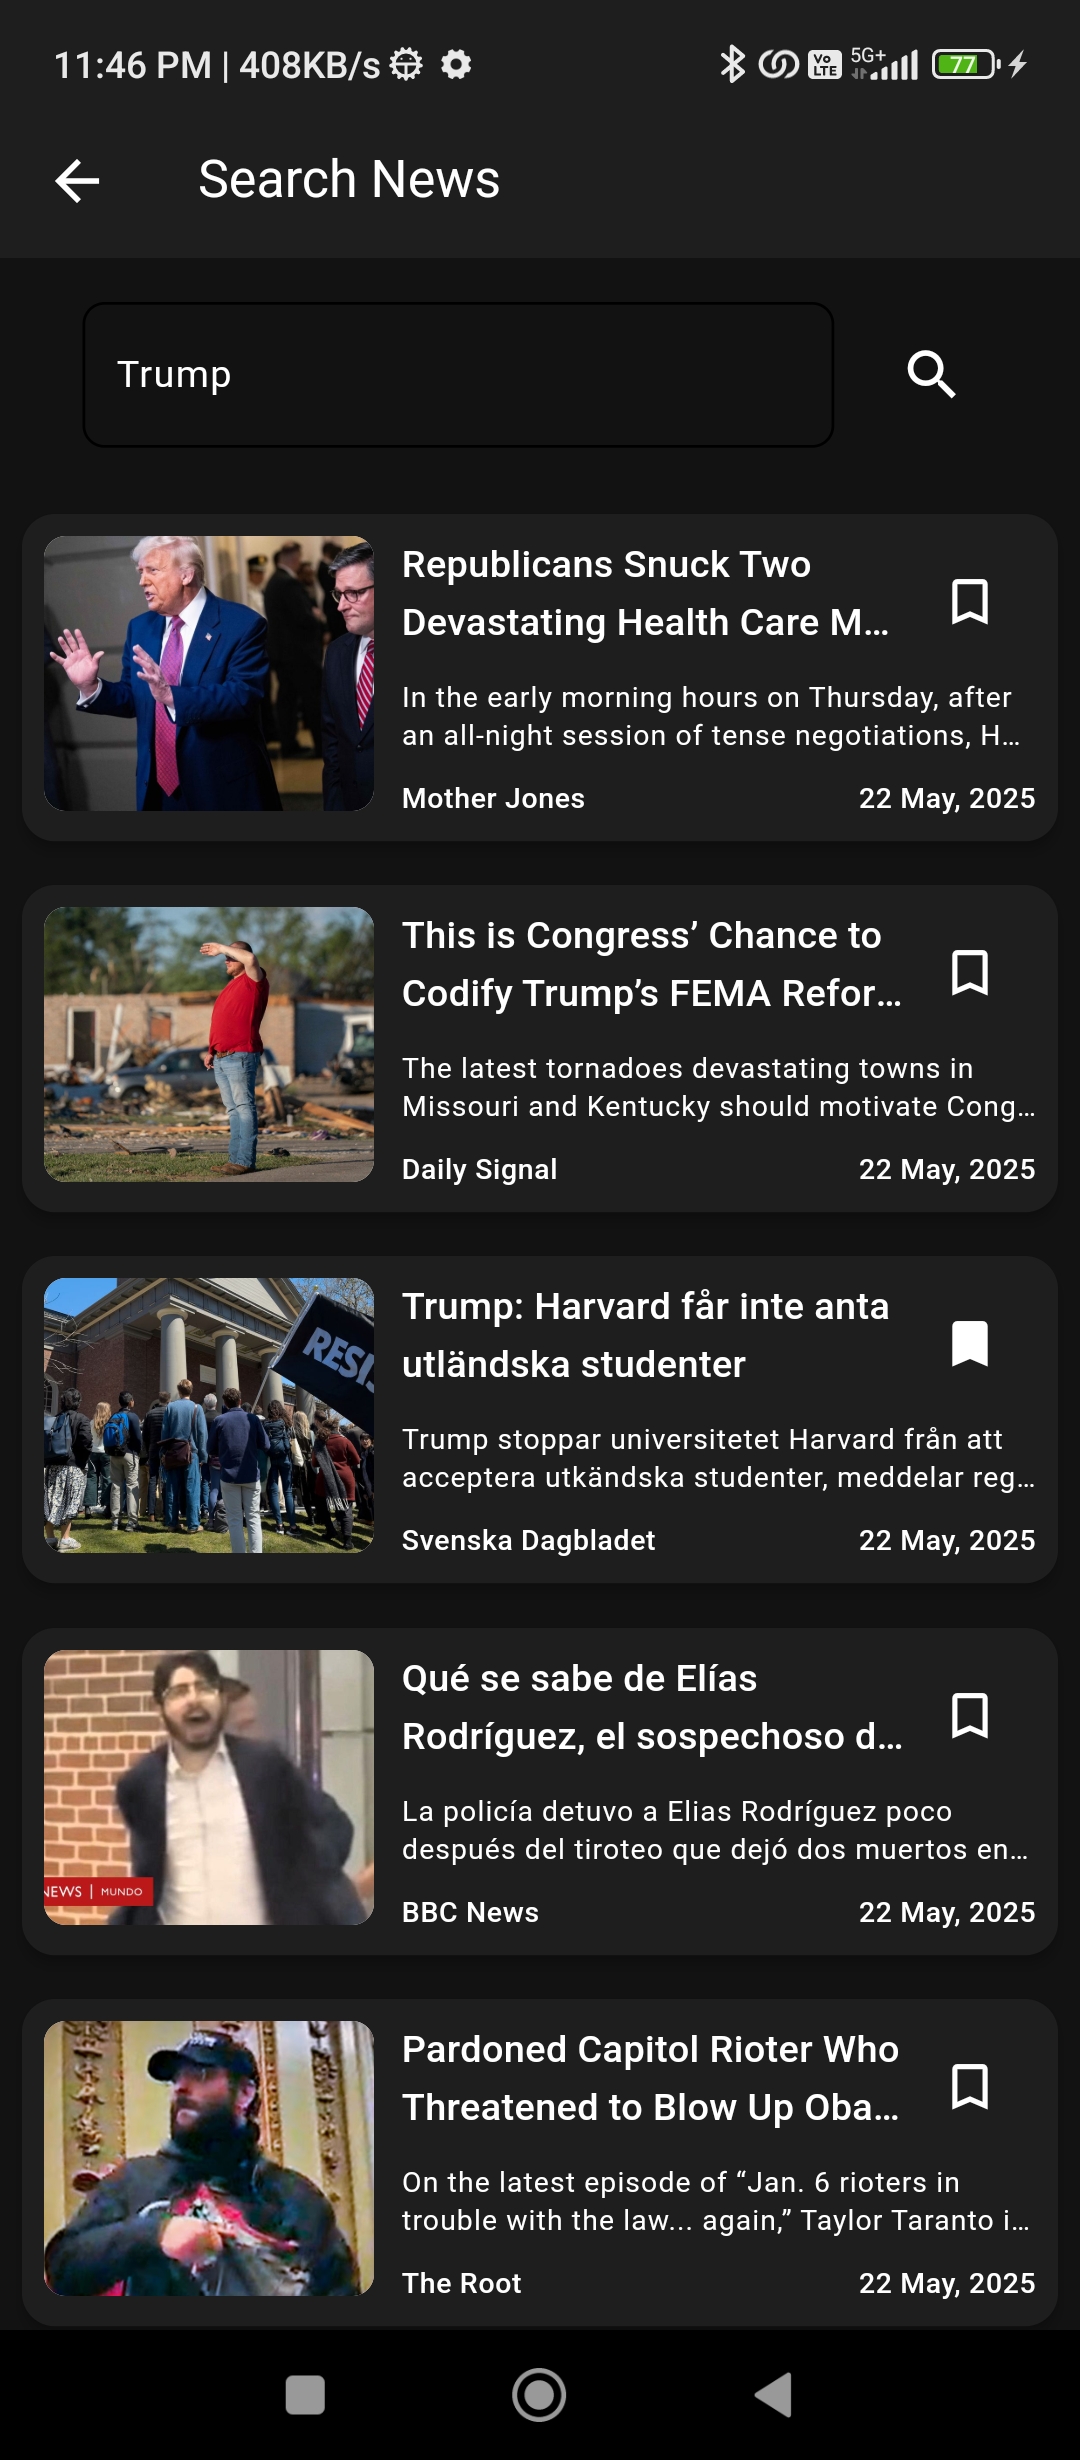 11:46 PM | 408KB/s
Vo LTE 5G+ 77
Search News
Trump
Republicans Snuck Two
Devastating Health Care M…
In the early morning hours on Thursday, after
an all-night session of tense negotiations, H…
Mother Jones 22 May, 2025
This is Congress’ Chance to
Codify Trump’s FEMA Refor…
The latest tornadoes devastating towns in
Missouri and Kentucky should motivate Cong…
Daily Signal 22 May, 2025
RESI
Trump: Harvard får inte anta
utländska studenter
Trump stoppar universitetet Harvard från att
acceptera utkändska studenter, meddelar reg…
Svenska Dagbladet 22 May, 2025
Qué se sabe de Elías
Rodríguez, el sospechoso d…
La policía detuvo a Elias Rodríguez poco
después del tiroteo que dejó dos muertos en…
NEWS | MUNDO
BBC News 22 May, 2025
Pardoned Capitol Rioter Who
Threatened to Blow Up Oba…
On the latest episode of “Jan. 6 rioters in
trouble with the law... again,” Taylor Taranto i…
The Root 22 May, 2025